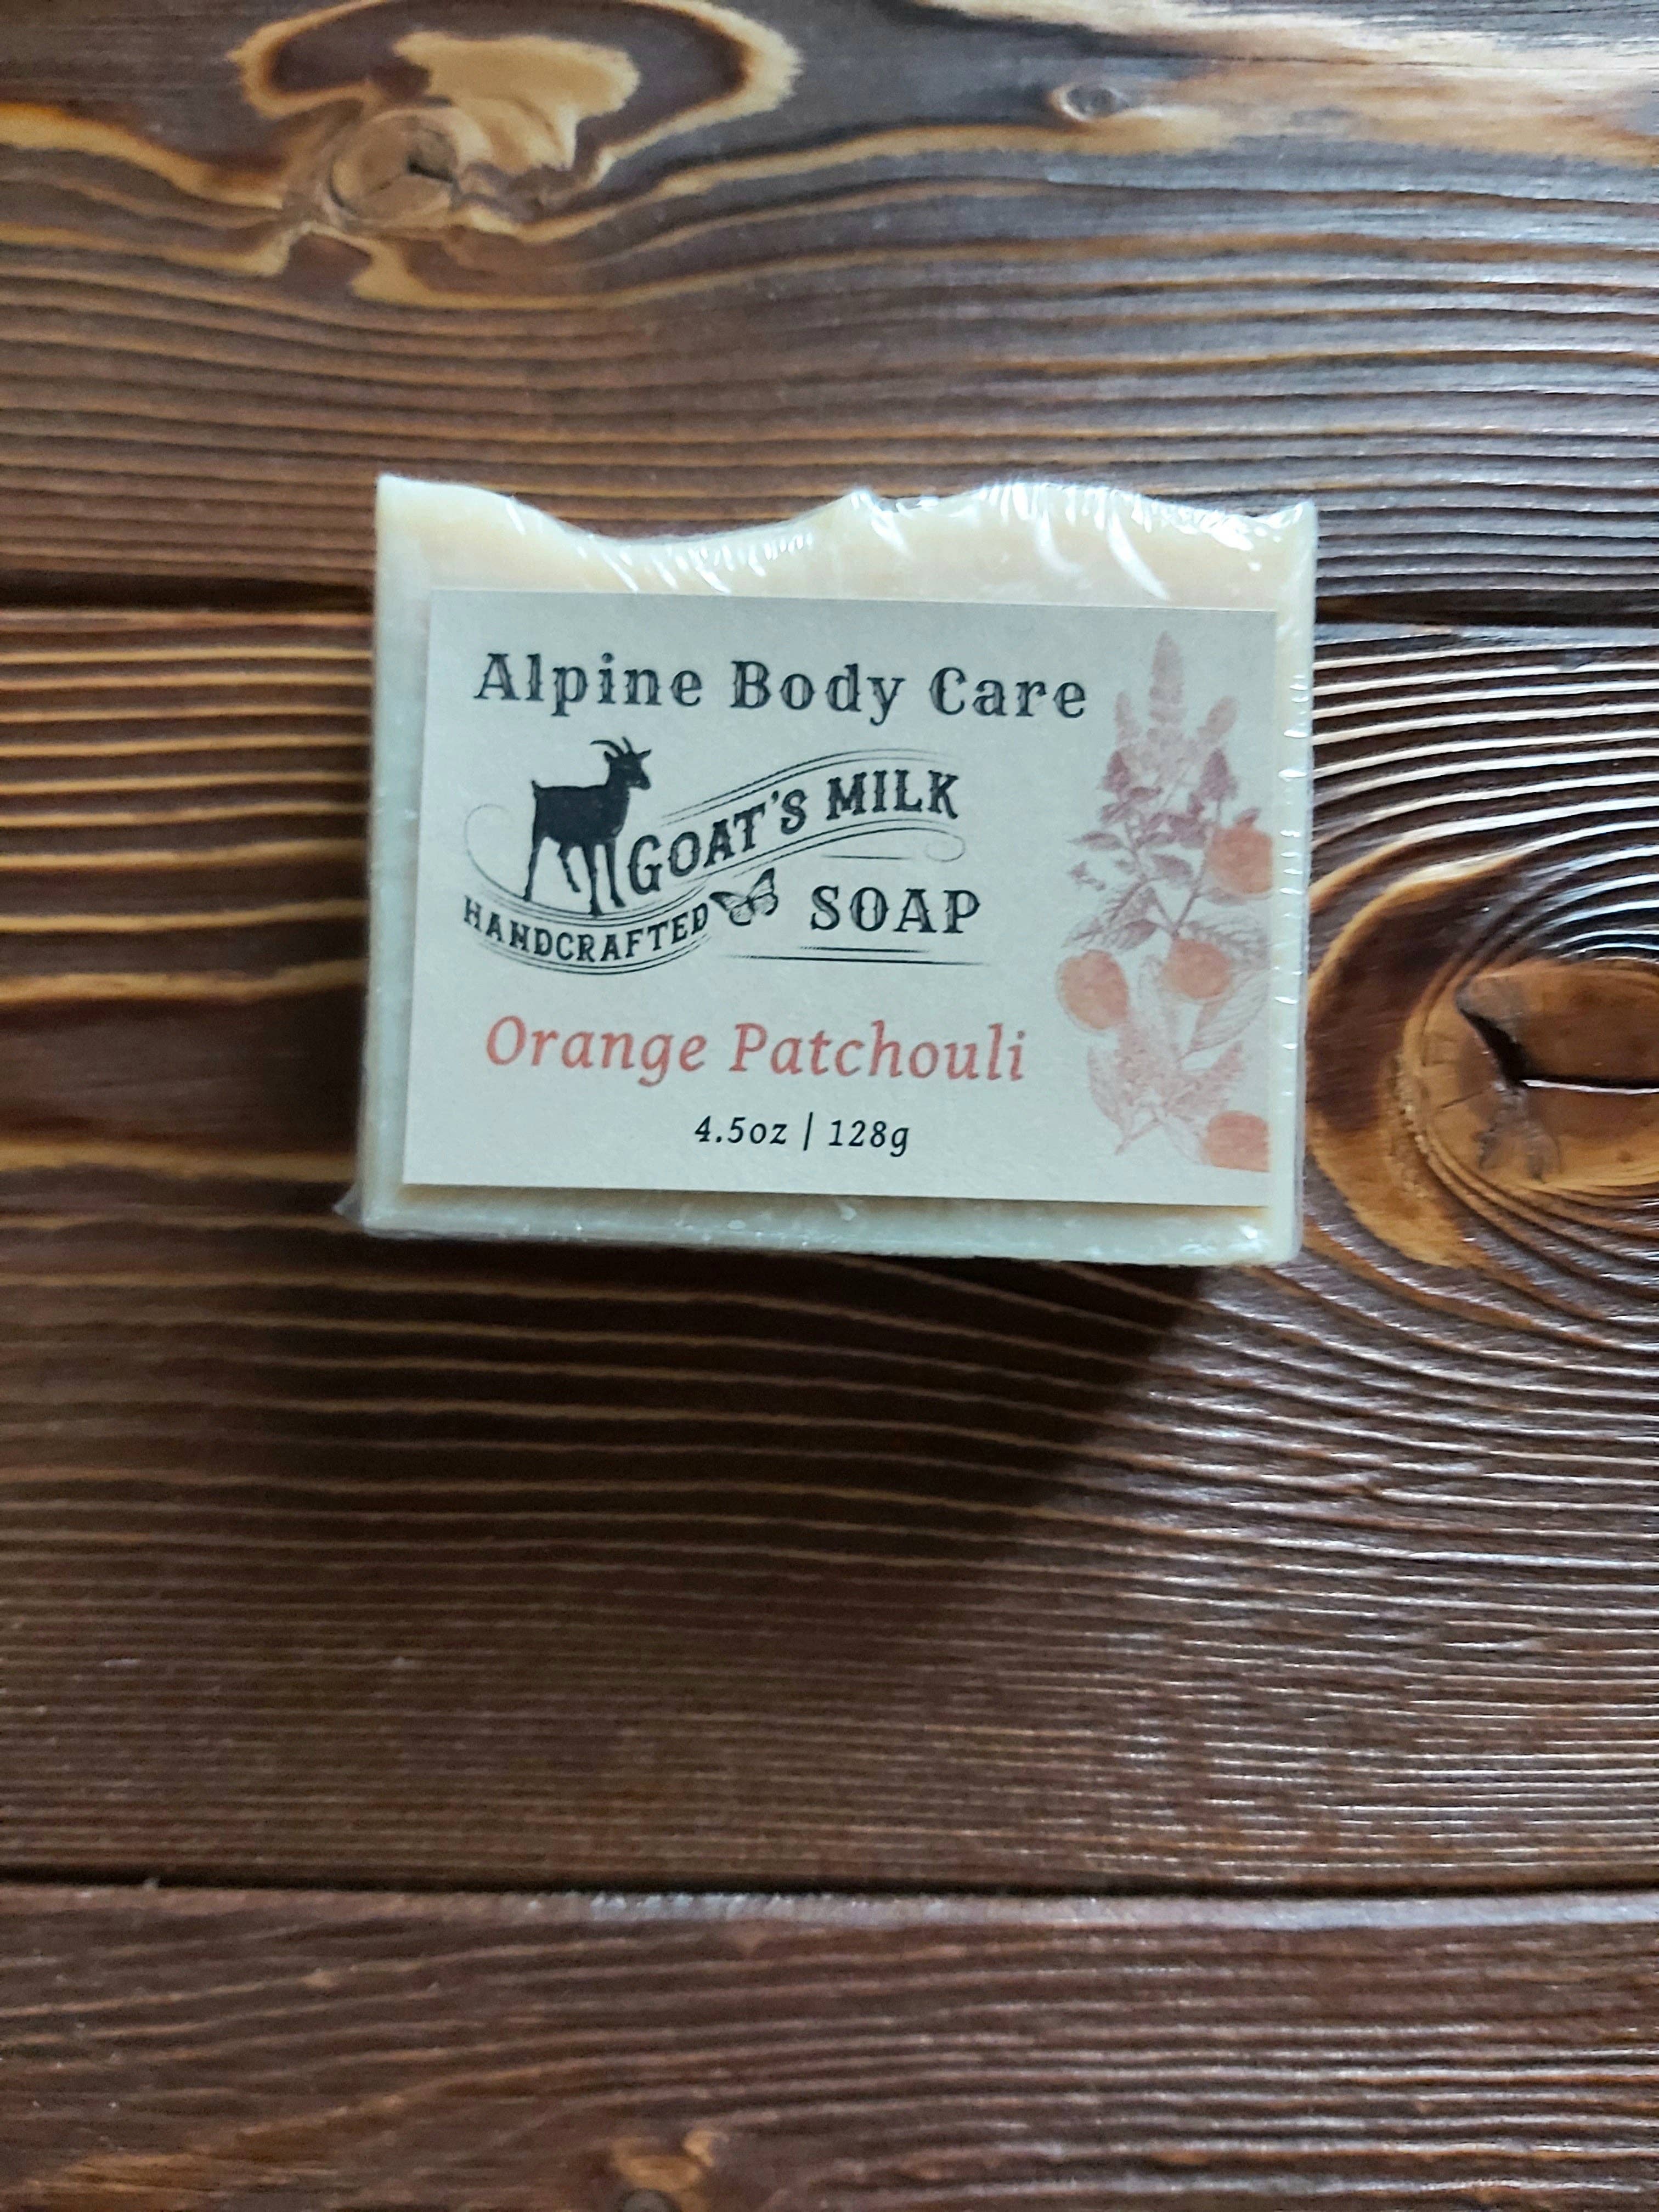 Alpine Body Care
GOAT'S MILK
HANDCRAFTED SOAP
Orange Patchouli
4.5oz | 128g